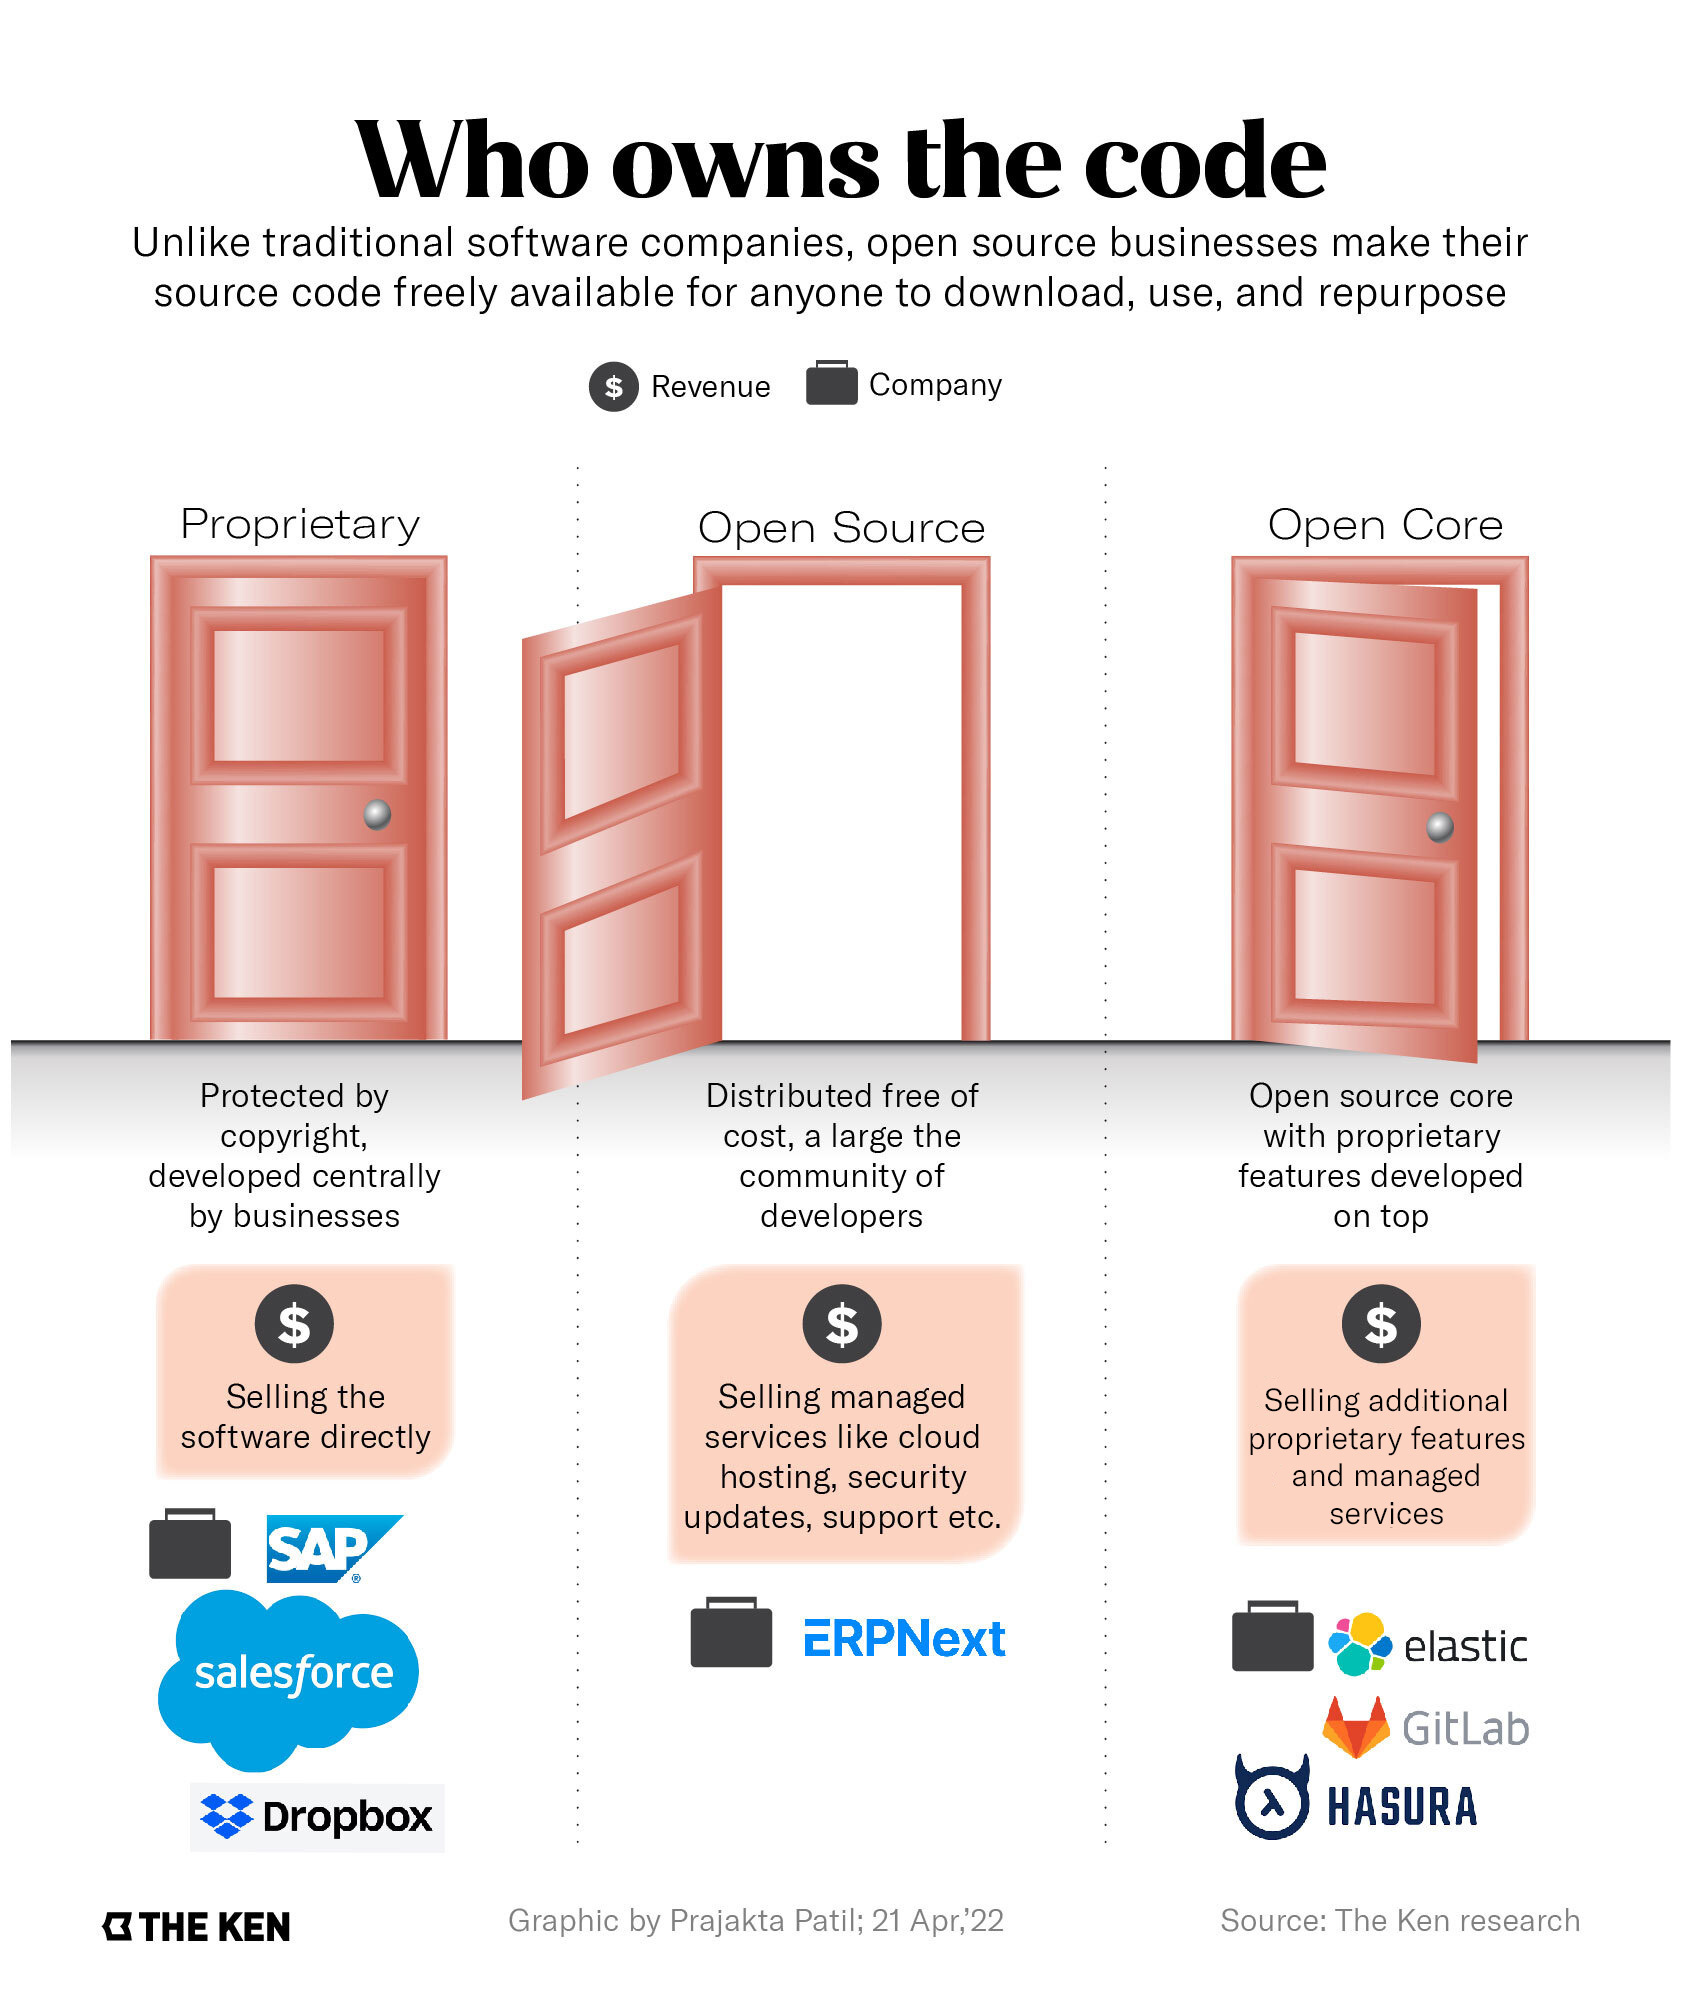 Who owns the code
Unlike traditional software companies, open source businesses make their
source code freely available for anyone to download, use, and repurpose
$ Revenue
Company
Proprietary
Open Source
Open Core
Protected by
copyright,
developed centrally
by businesses
$
Selling the
software directly
SAP®
salesforce
Dropbox
Distributed free of
cost, a large the
community of
developers
$
Selling managed
services like cloud
hosting, security
updates, support etc.
ERPNext
Open source core
with proprietary
features developed
on top
$
Selling additional
proprietary features
and managed
services
elastic
GitLab
HASURA
THE KEN
Graphic by Prajakta Patil; 21 Apr,’22
Source: The Ken research